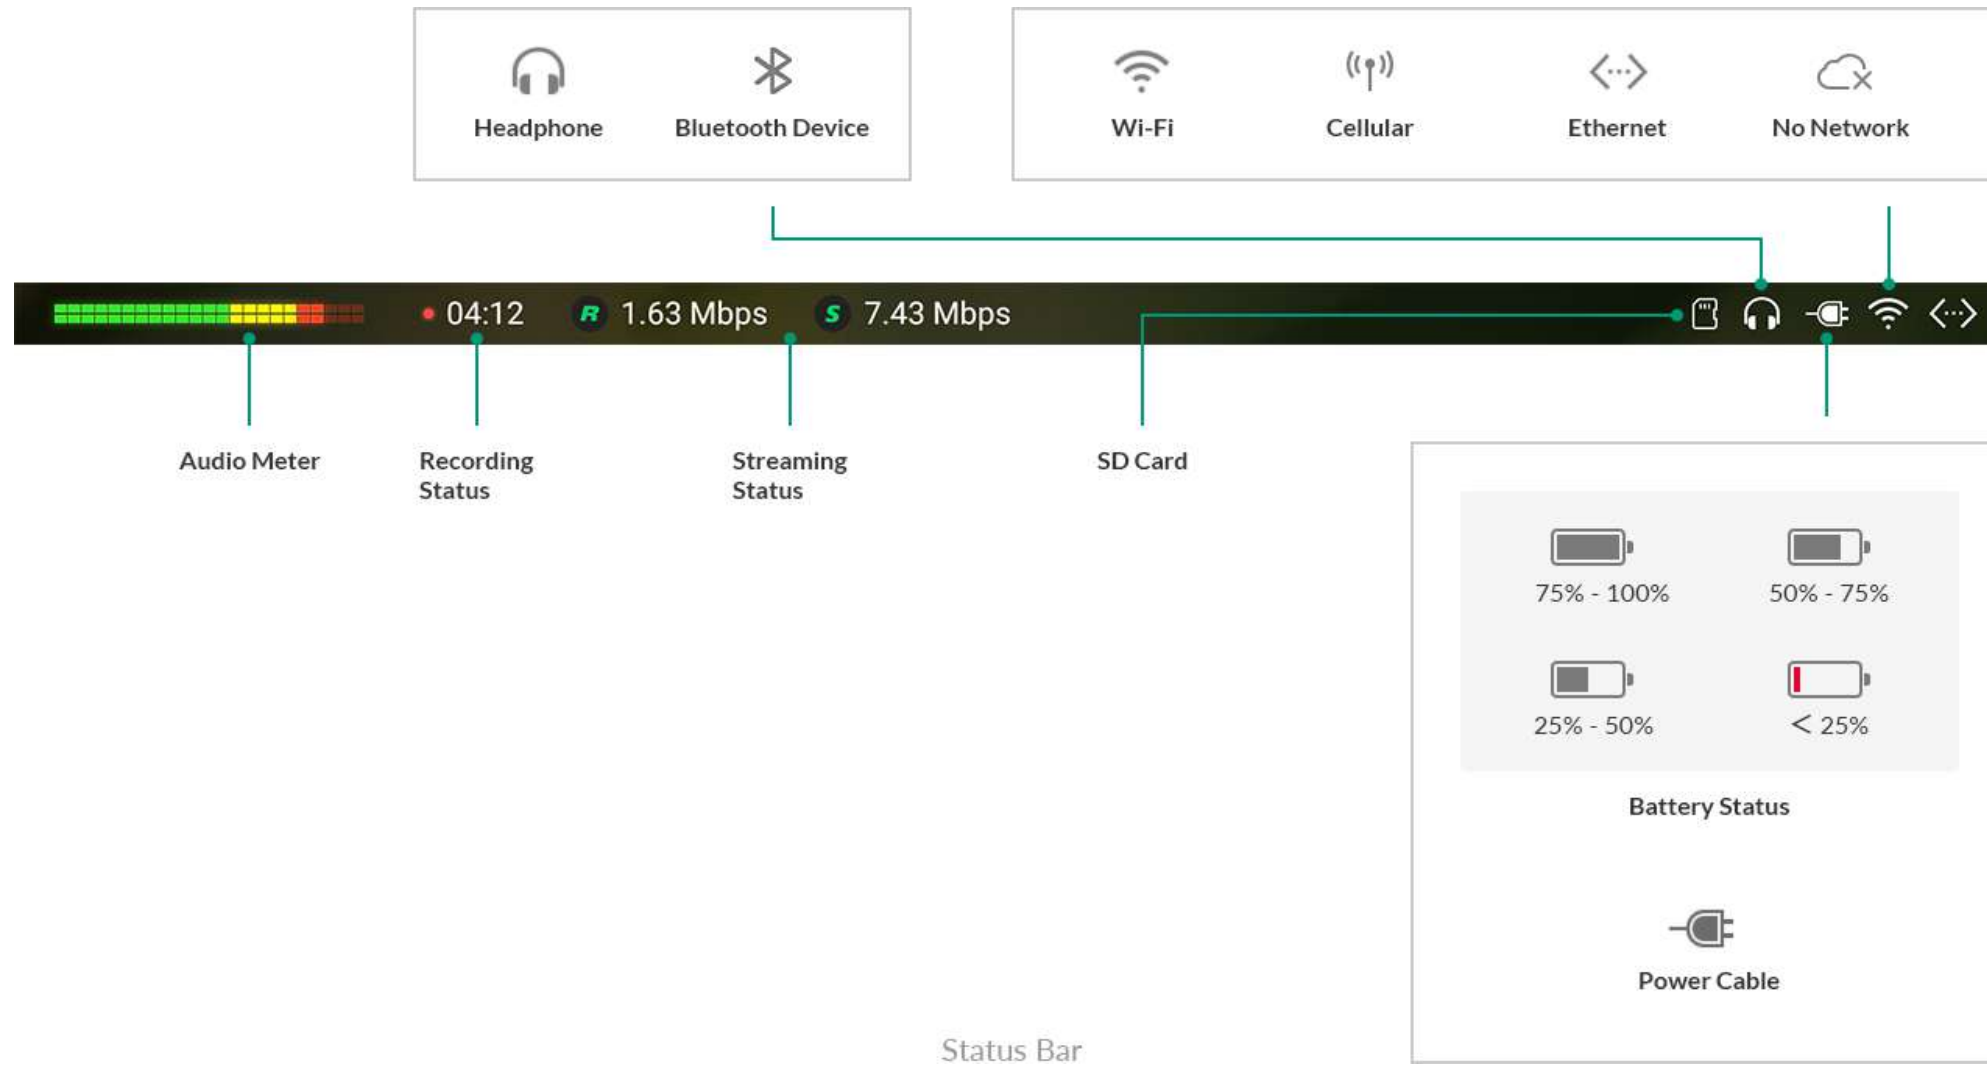 Headphone
Bluetooth Device
Wi-Fi
Cellular
Ethernet
No Network
04:12
R
1.63 Mbps
S
7.43 Mbps
Audio Meter
Recording
Status
Streaming
Status
SD Card
75% - 100%
50% - 75%
25% - 50%
< 25%
Battery Status
Power Cable
Status Bar